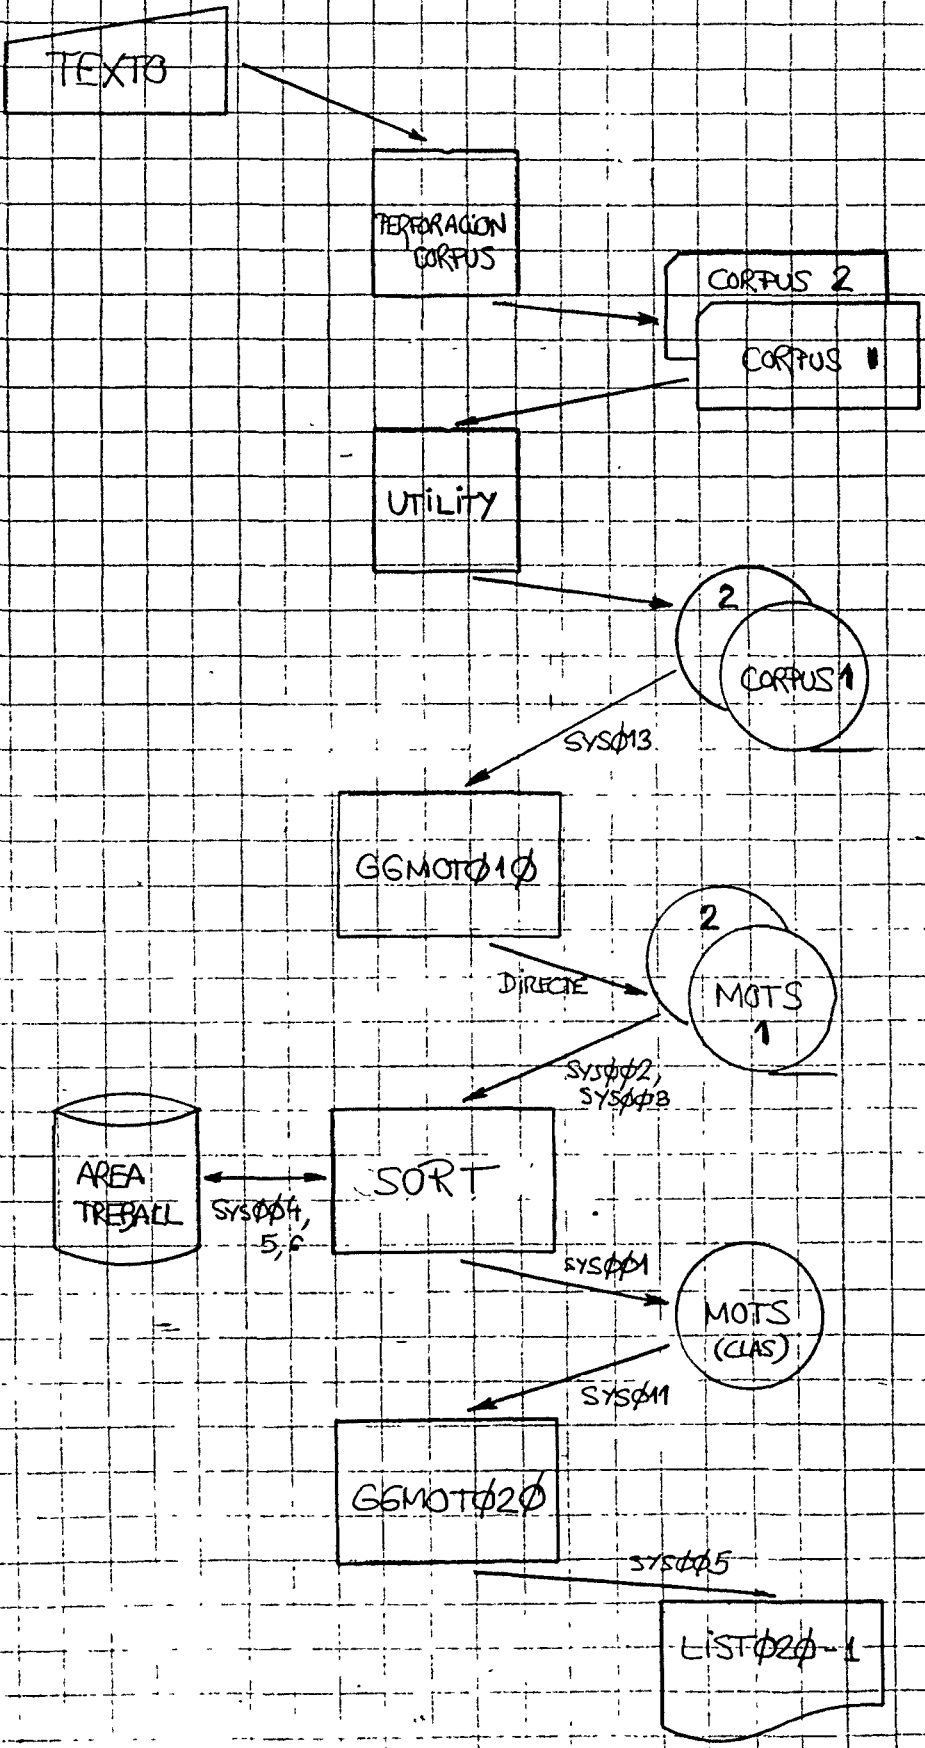 TEXTO
PERFORACION
CORPUS
CORPUS 2
CORPUS 1
UTILITY
2
CORPUS 1
SYSØ13
GGMOTØ1Ø
2
DIRECTE
MOTS
1
SYSØØ2,
SYSØØ3
AREA
TREBALL
SYSØØ4,
5, 6
SORT
SYSØØ1
MOTS
(CLAS)
SYSØ11
GGMOTØ2Ø
SYSØØ5
LISTØ2Ø-1